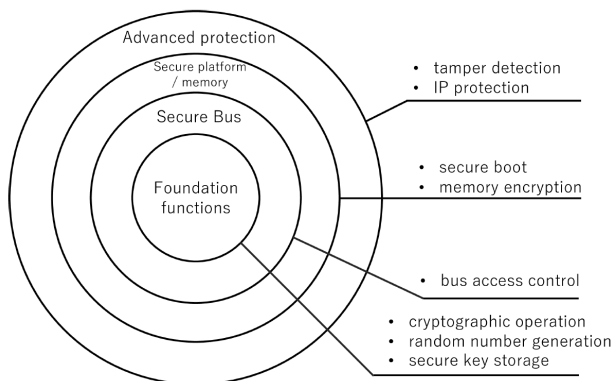 Advanced protection
Secure platform
/ memory
Secure Bus
Foundation
functions
• tamper detection
• IP protection
• secure boot
• memory encryption
• bus access control
• cryptographic operation
• random number generation
• secure key storage